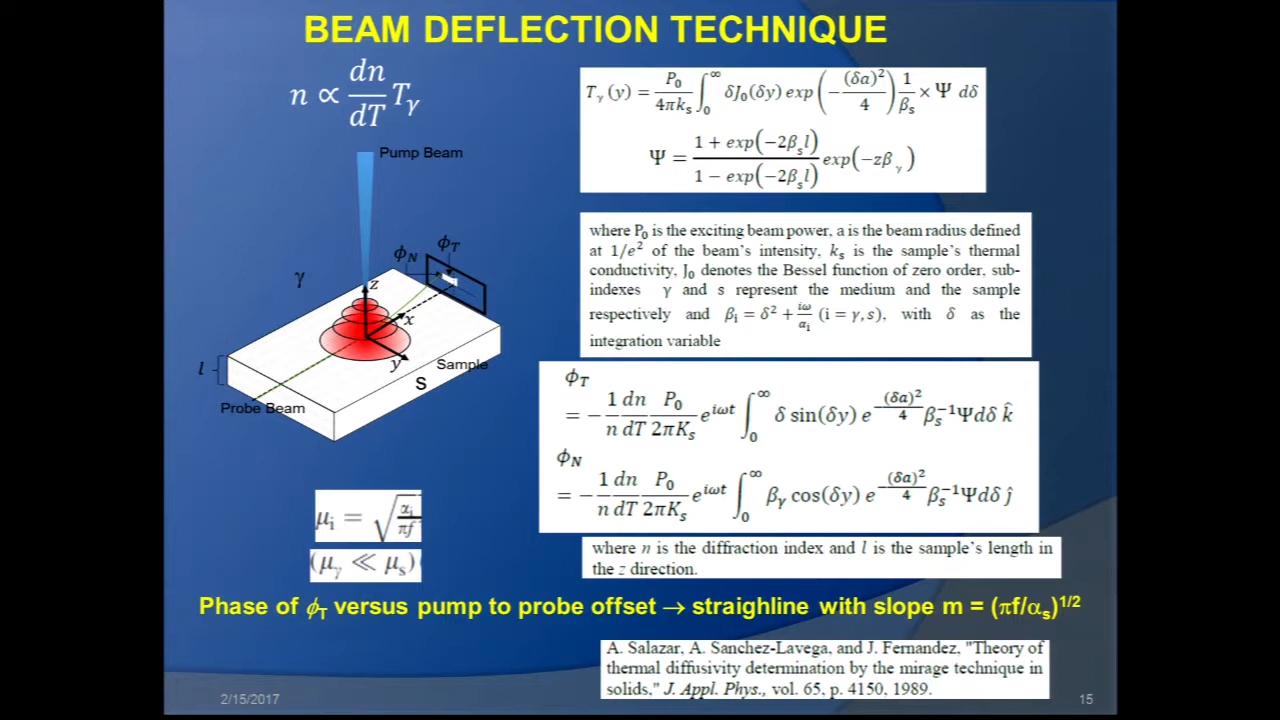 BEAM DEFLECTION TECHNIQUE
n ∝ dn/dT T_γ
Pump Beam
ϕ_N
ϕ_T
γ
z
x
y
l
Sample
S
Probe Beam
μ_i = √(α_i/πf)
(μ_γ ≪ μ_s)
T_γ(y) = P_0/4πk_s ∫_0^∞ δJ_0(δy) exp(−(δa)²/4) 1/β_s × Ψ dδ
Ψ = (1 + exp(−2β_s l))/(1 − exp(−2β_s l)) exp(−zβ_γ)
where P_0 is the exciting beam power, a is the beam radius defined
at 1/e² of the beam's intensity, k_s is the sample's thermal
conductivity, J_0 denotes the Bessel function of zero order, sub-
indexes γ and s represent the medium and the sample
respectively and β_i = δ² + iω/α_i (i = γ, s), with δ as the
integration variable
ϕ_T
= −1/n dn/dT P_0/2πK_s e^{iωt} ∫_0^∞ δ sin(δy) e^{−(δa)²/4} β_s^{−1}Ψdδ k̂
ϕ_N
= −1/n dn/dT P_0/2πK_s e^{iωt} ∫_0^∞ β_γ cos(δy) e^{−(δa)²/4} β_s^{−1}Ψdδ ĵ
where n is the diffraction index and l is the sample's length in
the z direction.
Phase of ϕ_T versus pump to probe offset → straighline with slope m = (πf/α_s)^{1/2}
A. Salazar, A. Sanchez-Lavega, and J. Fernandez, "Theory of
thermal diffusivity determination by the mirage technique in
solids," J. Appl. Phys., vol. 65, p. 4150, 1989.
2/15/2017
15